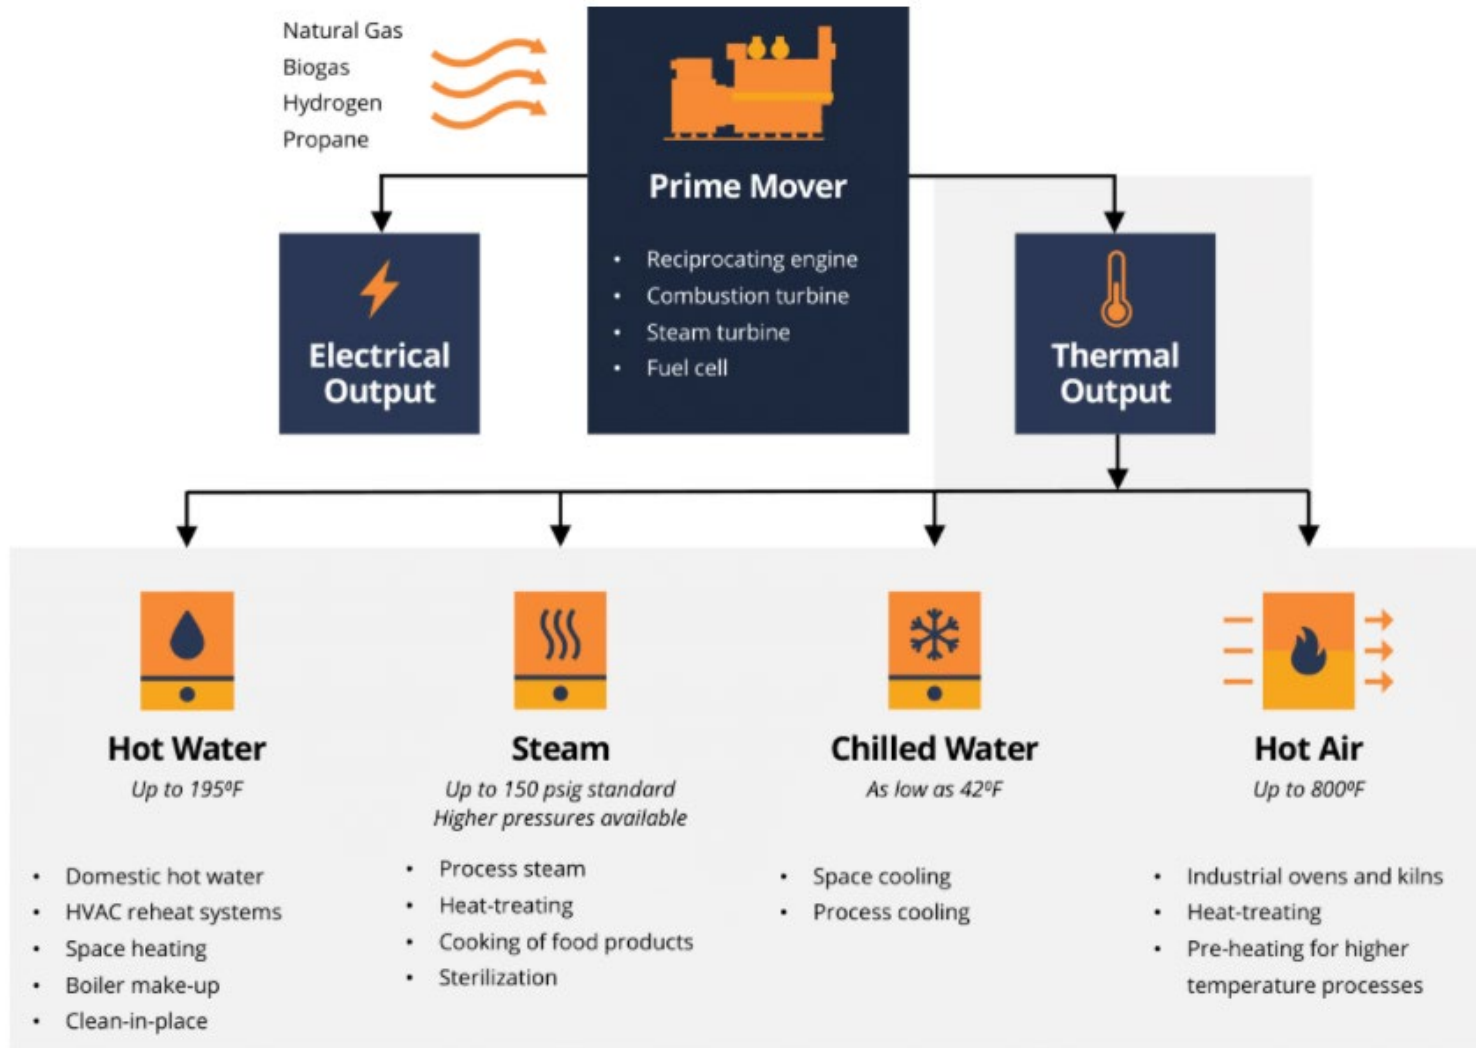 Natural Gas
Biogas
Hydrogen
Propane
Prime Mover
• Reciprocating engine
• Combustion turbine
• Steam turbine
• Fuel cell
Electrical
Output
Thermal
Output
Hot Water
Up to 195ºF
• Domestic hot water
• HVAC reheat systems
• Space heating
• Boiler make-up
• Clean-in-place
Steam
Up to 150 psig standard
Higher pressures available
• Process steam
• Heat-treating
• Cooking of food products
• Sterilization
Chilled Water
As low as 42ºF
• Space cooling
• Process cooling
Hot Air
Up to 800ºF
• Industrial ovens and kilns
• Heat-treating
• Pre-heating for higher
temperature processes